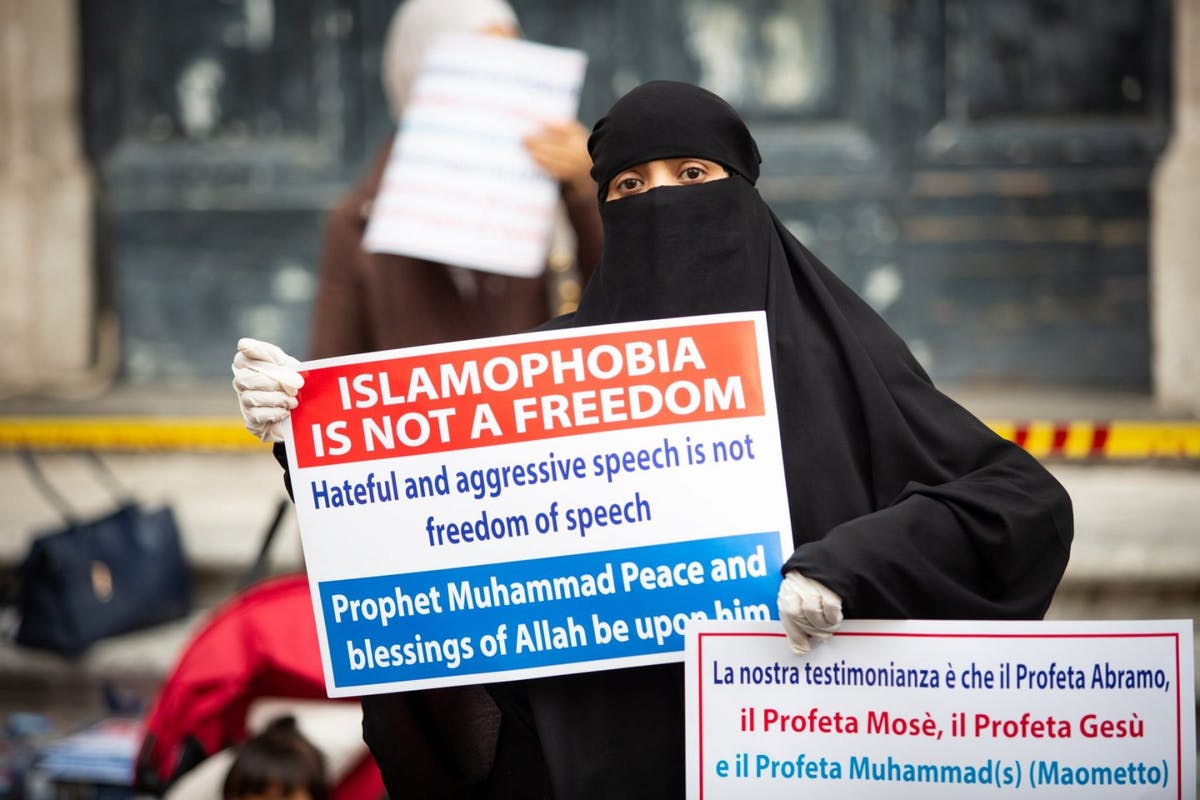 ISLAMOPHOBIA
IS NOT A FREEDOM
Hateful and aggressive speech is not
freedom of speech
Prophet Muhammad Peace and
blessings of Allah be upon him
La nostra testimonianza è che il Profeta Abramo,
il Profeta Mosè, il Profeta Gesù
e il Profeta Muhammad(s) (Maometto)